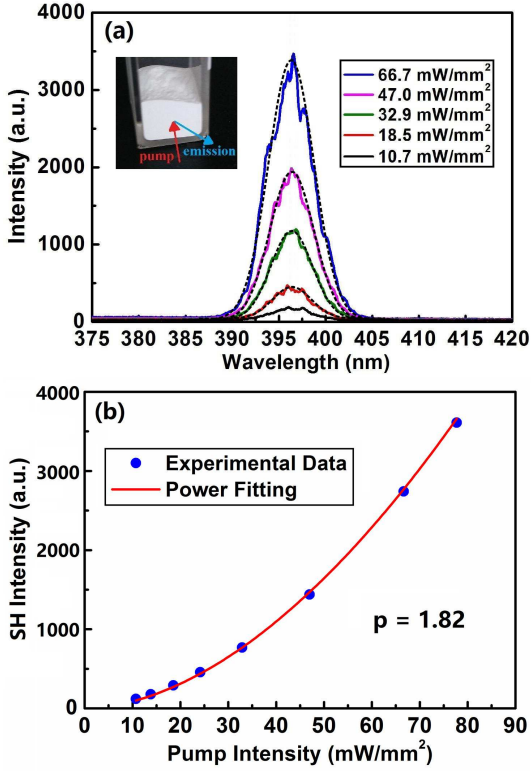 (a)
Intensity (a.u.)
4000
3000
2000
1000
0
pump
emission
66.7 mW/mm²
47.0 mW/mm²
32.9 mW/mm²
18.5 mW/mm²
10.7 mW/mm²
375 380 385 390 395 400 405 410 415 420
Wavelength (nm)
(b)
SH Intensity (a.u.)
4000
3000
2000
1000
0
Experimental Data
Power Fitting
p = 1.82
0 10 20 30 40 50 60 70 80 90
Pump Intensity (mW/mm²)